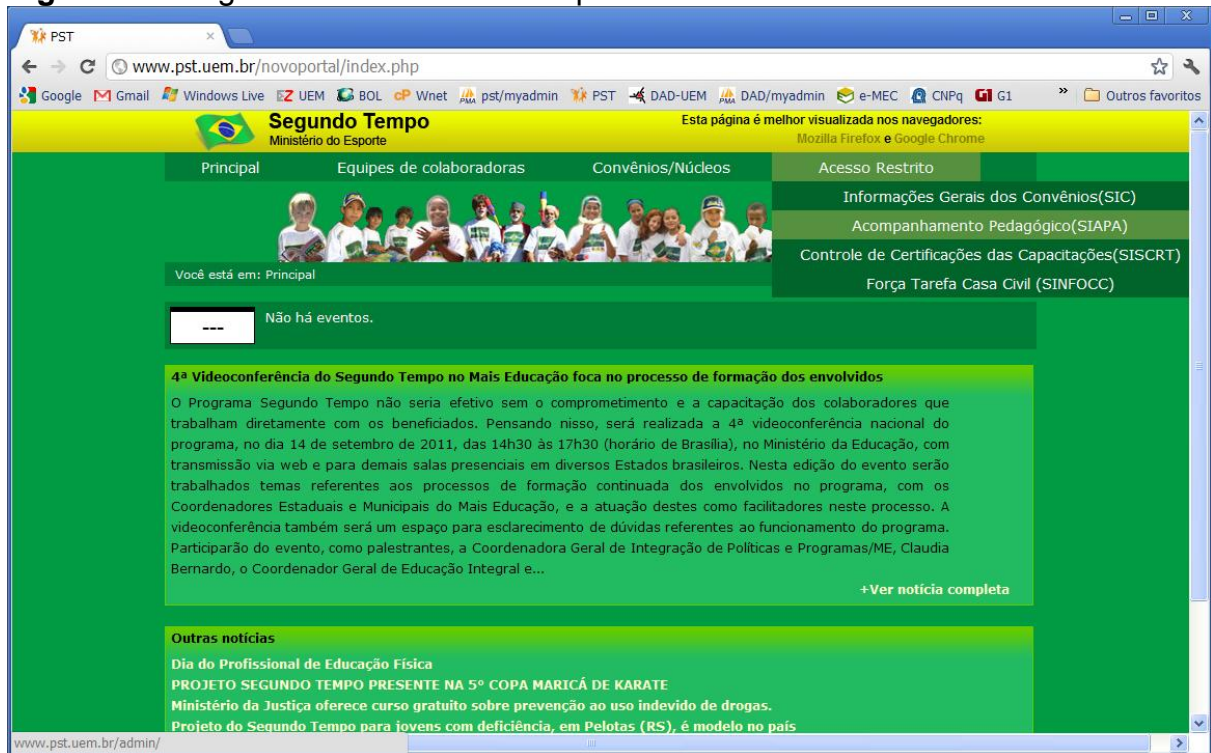 PST
www.pst.uem.br/novoportal/index.php
Google Gmail Windows Live UEM BOL Wnet pst/myadmin PST DAD-UEM DAD/myadmin e-MEC CNPq G1 » Outros favoritos
Segundo Tempo
Ministério do Esporte
Esta página é melhor visualizada nos navegadores:
Mozilla Firefox e Google Chrome
Principal Equipes de colaboradoras Convênios/Núcleos Acesso Restrito
Informações Gerais dos Convênios(SIC)
Acompanhamento Pedagógico(SIAPA)
Controle de Certificações das Capacitações(SISCRT)
Força Tarefa Casa Civil (SINFOCC)
Você está em: Principal
---
Não há eventos.
4ª Videoconferência do Segundo Tempo no Mais Educação foca no processo de formação dos envolvidos
O Programa Segundo Tempo não seria efetivo sem o comprometimento e a capacitação dos colaboradores que
trabalham diretamente com os beneficiados. Pensando nisso, será realizada a 4ª videoconferência nacional do
programa, no dia 14 de setembro de 2011, das 14h30 às 17h30 (horário de Brasília), no Ministério da Educação, com
transmissão via web e para demais salas presenciais em diversos Estados brasileiros. Nesta edição do evento serão
trabalhados temas referentes aos processos de formação continuada dos envolvidos no programa, com os
Coordenadores Estaduais e Municipais do Mais Educação, e a atuação destes como facilitadores neste processo. A
videoconferência também será um espaço para esclarecimento de dúvidas referentes ao funcionamento do programa.
Participarão do evento, como palestrantes, a Coordenadora Geral de Integração de Políticas e Programas/ME, Claudia
Bernardo, o Coordenador Geral de Educação Integral e...
+Ver notícia completa
Outras notícias
Dia do Profissional de Educação Física
PROJETO SEGUNDO TEMPO PRESENTE NA 5º COPA MARICÁ DE KARATE
Ministério da Justiça oferece curso gratuito sobre prevenção ao uso indevido de drogas.
Projeto do Segundo Tempo para jovens com deficiência, em Pelotas (RS), é modelo no país
www.pst.uem.br/admin/